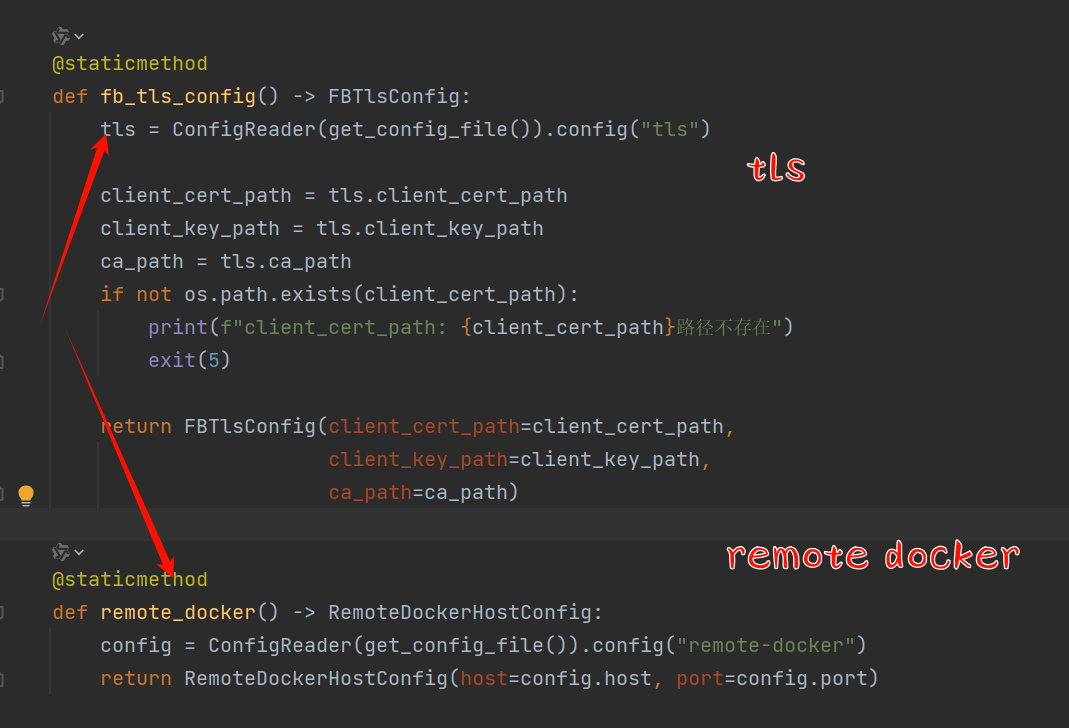 @staticmethod
def fb_tls_config() -> FBTlsConfig:
tls = ConfigReader(get_config_file()).config("tls")
tls
client_cert_path = tls.client_cert_path
client_key_path = tls.client_key_path
ca_path = tls.ca_path
if not os.path.exists(client_cert_path):
print(f"client_cert_path: {client_cert_path}路径不存在")
exit(5)
return FBTlsConfig(client_cert_path=client_cert_path,
client_key_path=client_key_path,
ca_path=ca_path)
remote docker
@staticmethod
def remote_docker() -> RemoteDockerHostConfig:
config = ConfigReader(get_config_file()).config("remote-docker")
return RemoteDockerHostConfig(host=config.host, port=config.port)